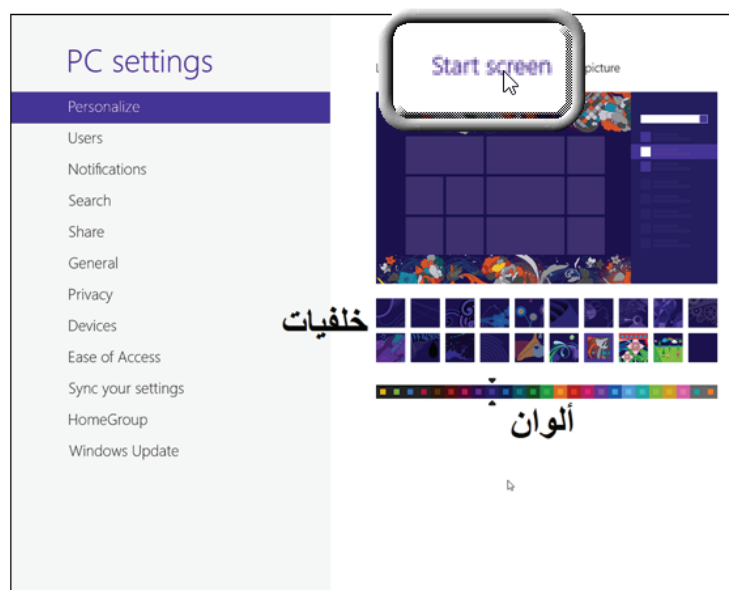 PC settings
Start screen
picture
Personalize
Users
Notifications
Search
Share
General
Privacy
Devices
Ease of Access
Sync your settings
HomeGroup
Windows Update
خلفيات
ألوان